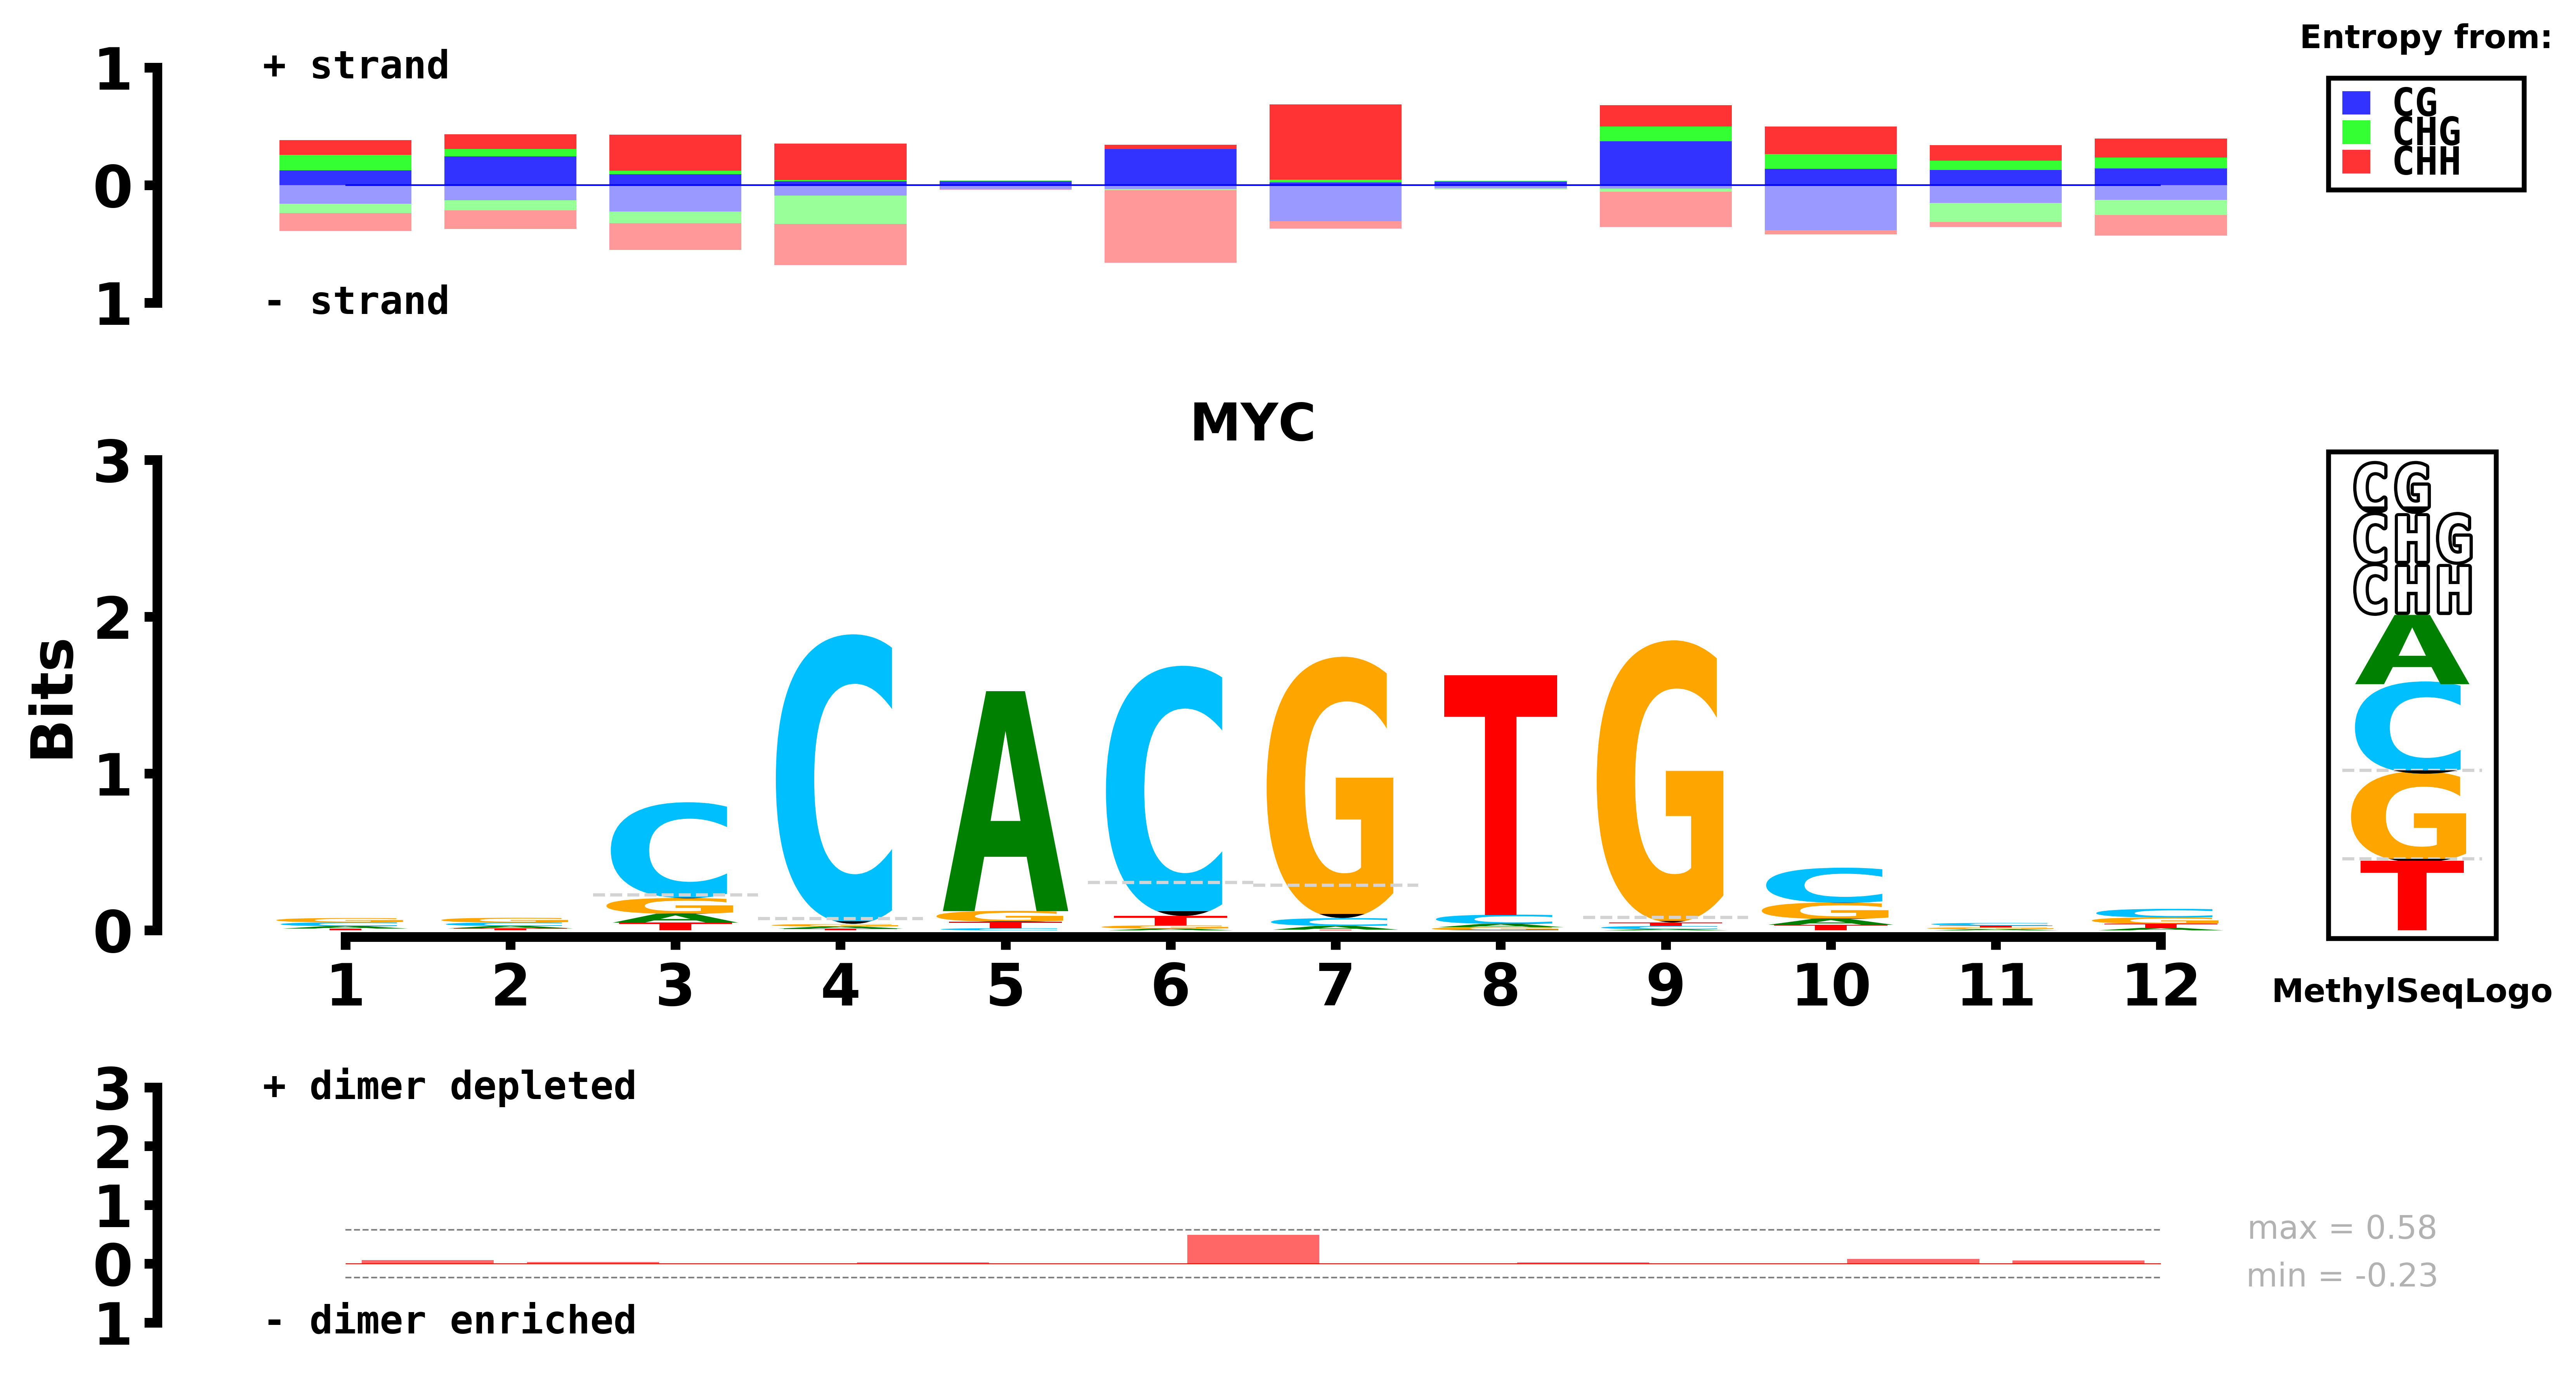 Entropy from:
1
+ strand
CG
CHG
CHH
0
1
- strand
MYC
3
2
1
0
Bits
CG
CHG
CHH
A
C
G
T
C
G
A
T
C
A
C
G
T
G
C
G
A
T
1 2 3 4 5 6 7 8 9 10 11 12
MethylSeqLogo
3
+ dimer depleted
2
1
max = 0.58
0
min = -0.23
1
- dimer enriched